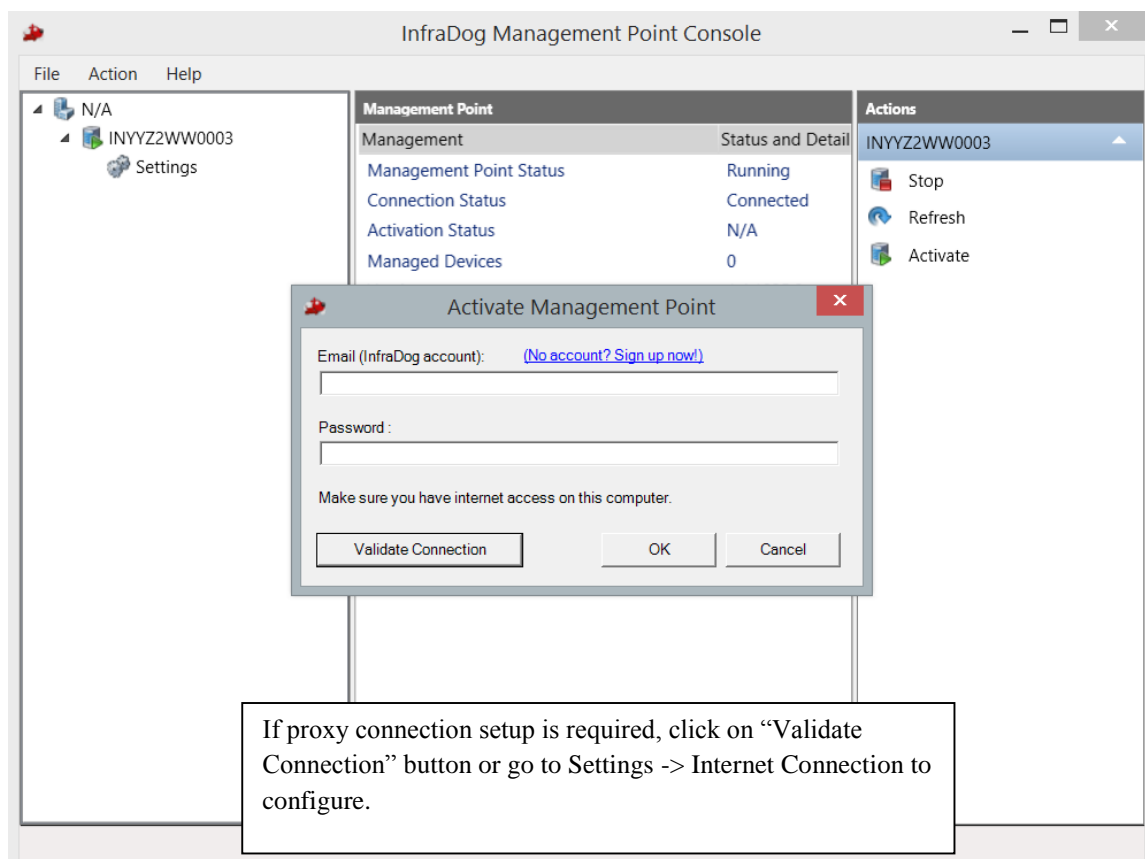 InfraDog Management Point Console
File Action Help
N/A
INYYZ2WW0003
Settings
Management Point
Management Status and Detail
Management Point Status Running
Connection Status Connected
Activation Status N/A
Managed Devices 0
Actions
INYYZ2WW0003
Stop
Refresh
Activate
Activate Management Point
Email (InfraDog account): (No account? Sign up now!)
Password :
Make sure you have internet access on this computer.
Validate Connection OK Cancel
If proxy connection setup is required, click on “Validate
Connection” button or go to Settings -> Internet Connection to
configure.